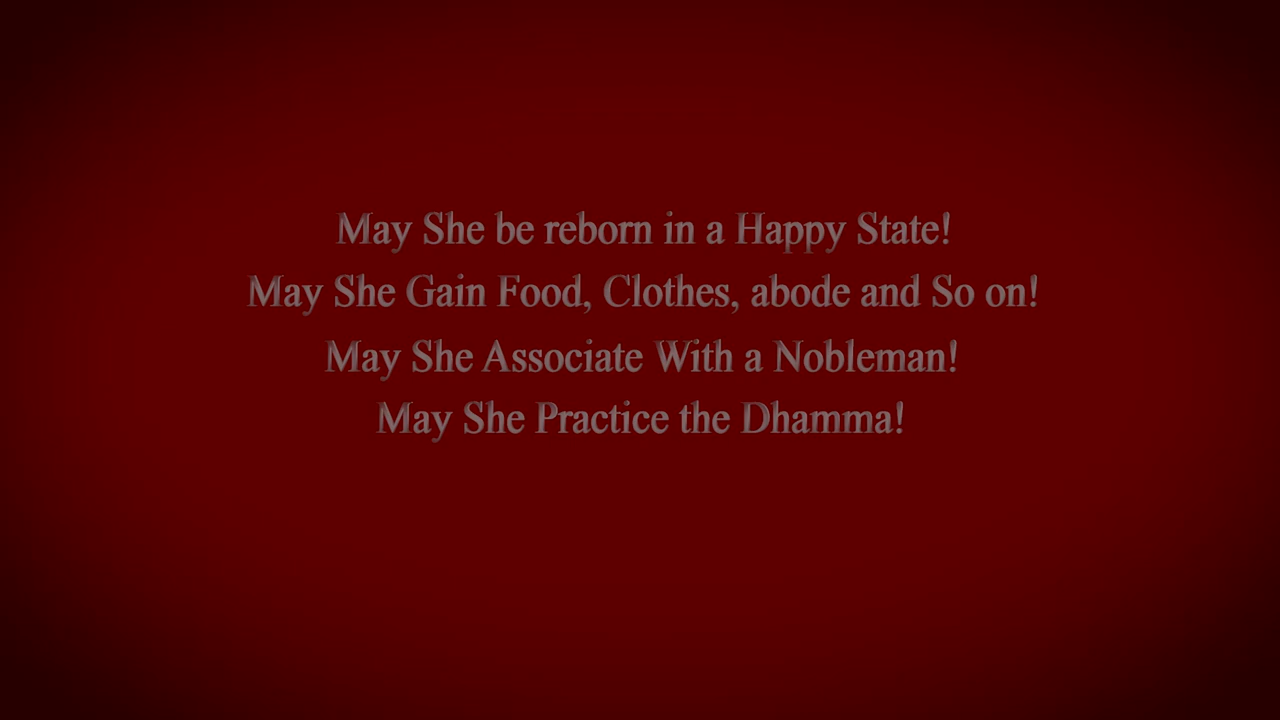 May She be reborn in a Happy State!
May She Gain Food, Clothes, abode and So on!
May She Associate With a Nobleman!
May She Practice the Dhamma!